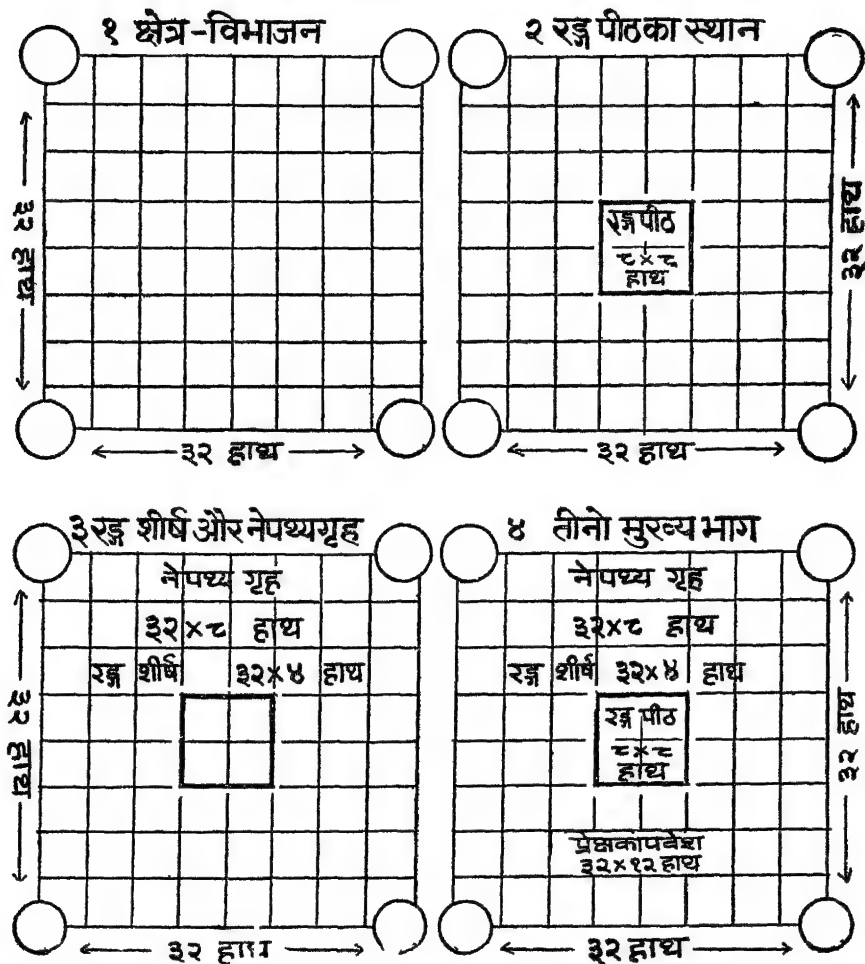 १ क्षेत्र-विभाजन
३२ हाथ
३२ हाथ
२ रङ्ग पीठका स्थान
रङ्ग पीठ
८×८
हाथ
३२ हाथ
३२ हाथ
३ रङ्ग शीर्ष और नेपथ्यगृह
नेपथ्य गृह
३२×८ हाथ
रङ्ग शीर्ष ३२×४ हाथ
३२ हाथ
३२ हाथ
४ तीनो मुख्य भाग
नेपथ्य गृह
३२×८ हाथ
रङ्ग शीर्ष ३२×४ हाथ
रङ्ग पीठ
८×८
हाथ
प्रेक्षकोपवेश
३२×१२ हाथ
३२ हाथ
३२ हाथ